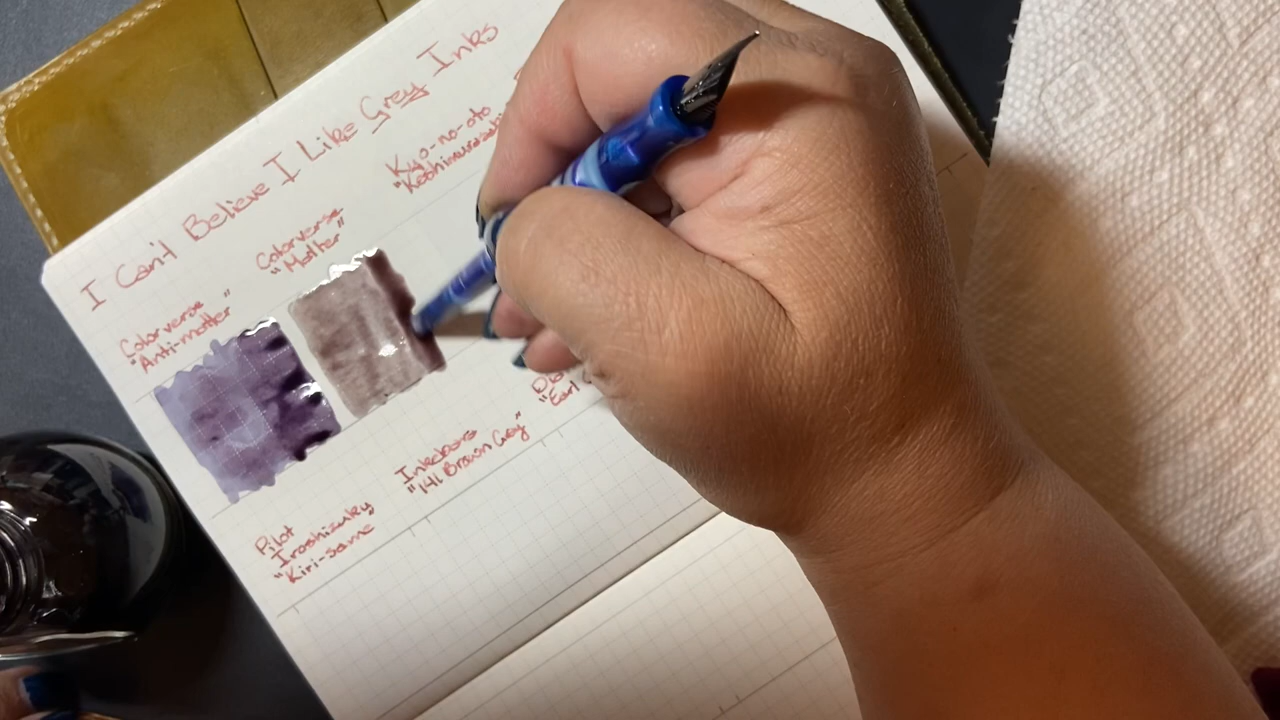 I Can't Believe I Like Grey Inks
Colorverse
"Anti-matter"
Colorverse
"Matter"
Kyo-no-oto
Pilot
Iroshizuku
"Kiri-same"
Inkebara
"141 Brown Grey"
"Earl